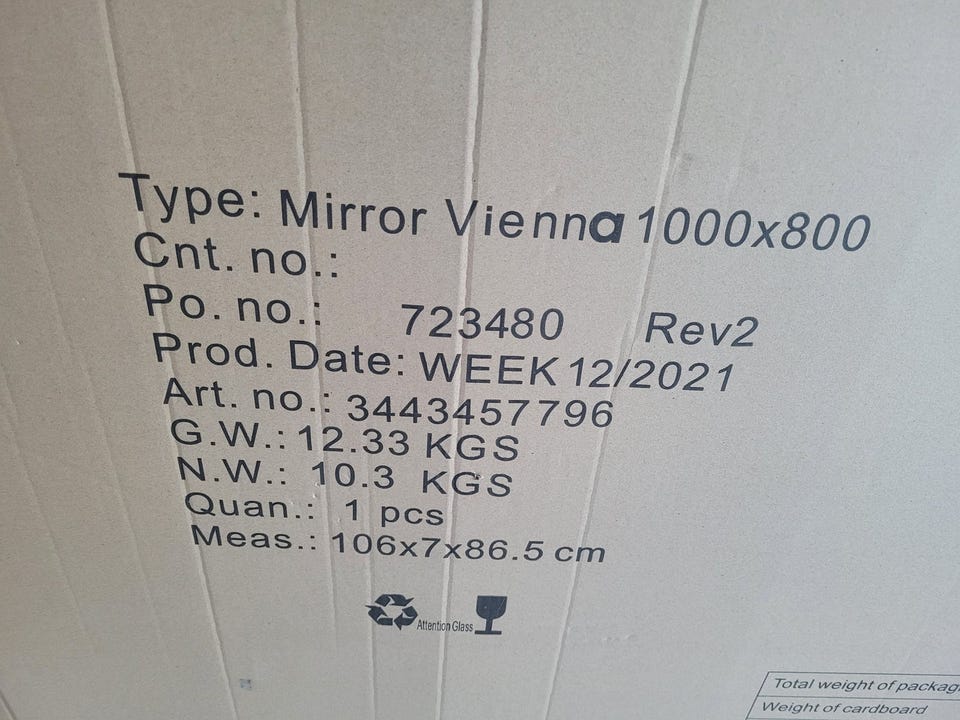 Type: Mirror Vienna 1000x800
Cnt. no.:
Po. no.: 723480 Rev2
Prod. Date: WEEK 12/2021
Art. no.: 3443457796
G.W.: 12.33 KGS
N.W.: 10.3 KGS
Quan.: 1 pcs
Meas.: 106x7x86.5 cm
Attention Glass
Total weight of
Weight of cardboard